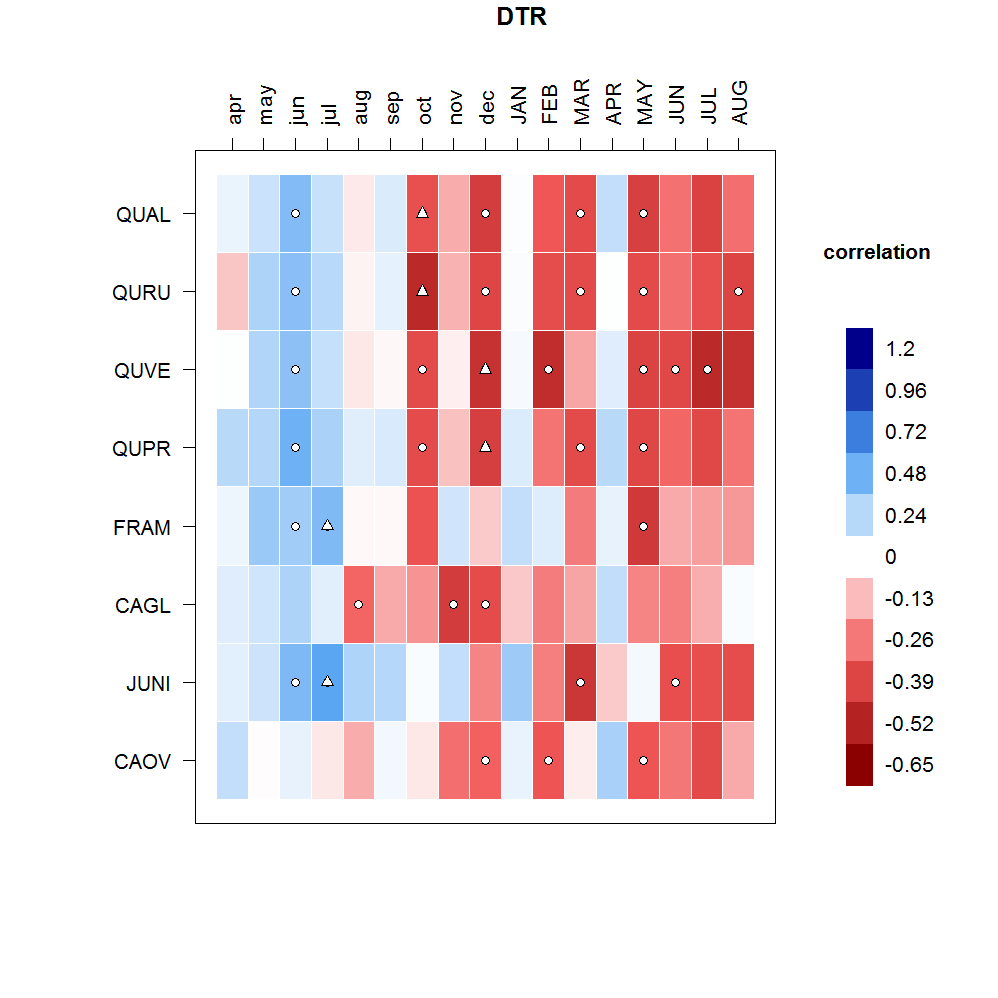 DTR
apr may jun jul aug sep oct nov dec JAN FEB MAR APR MAY JUN JUL AUG
QUAL
QURU
QUVE
QUPR
FRAM
CAGL
JUNI
CAOV
correlation
1.2
0.96
0.72
0.48
0.24
0
-0.13
-0.26
-0.39
-0.52
-0.65